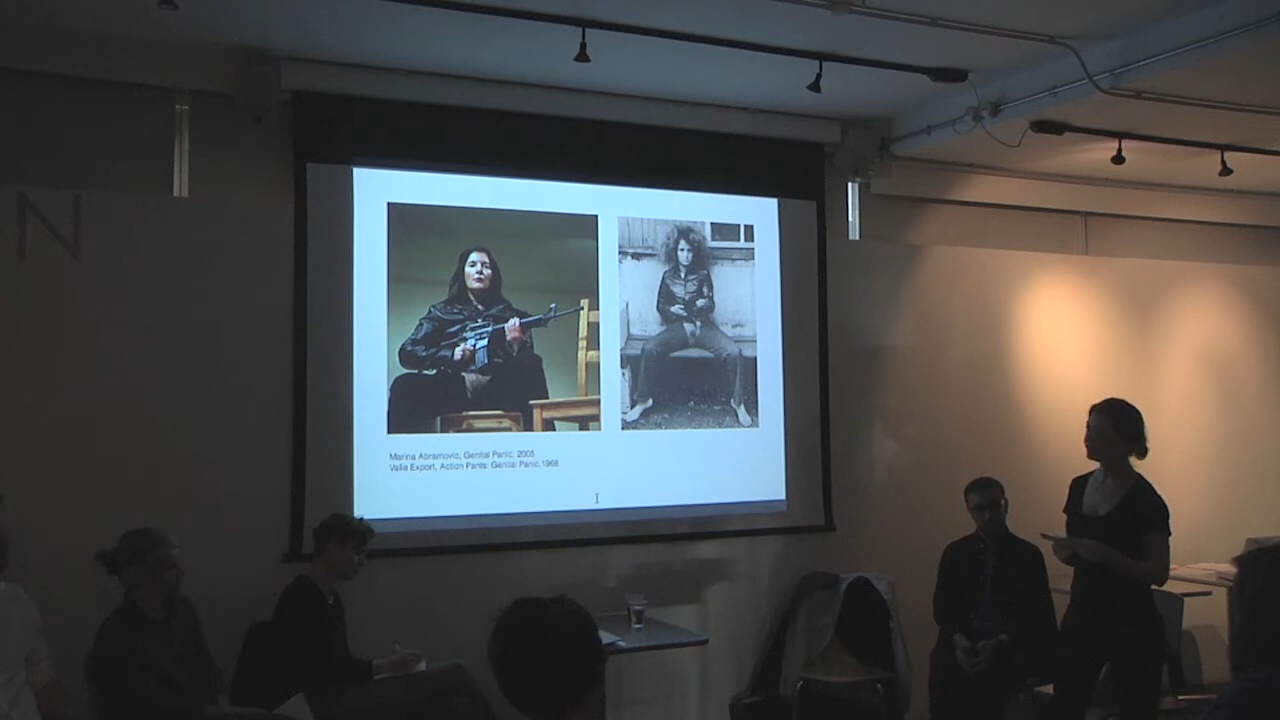 N
Marina Abramovic, Genital Panic, 2005
Valie Export, Action Pants: Genital Panic, 1968